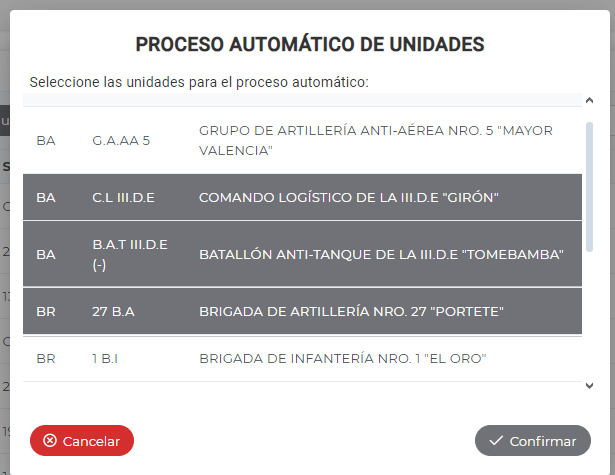 PROCESO AUTOMÁTICO DE UNIDADES
Seleccione las unidades para el proceso automático:
BA G.A.AA 5 GRUPO DE ARTILLERÍA ANTI-AÉREA NRO. 5 "MAYOR
VALENCIA"
BA C.L III.D.E COMANDO LOGÍSTICO DE LA III.D.E "GIRÓN"
BA B.A.T III.D.E
(-) BATALLÓN ANTI-TANQUE DE LA III.D.E "TOMEBAMBA"
BR 27 B.A BRIGADA DE ARTILLERÍA NRO. 27 "PORTETE"
BR 1 B.I BRIGADA DE INFANTERÍA NRO. 1 "EL ORO"
Cancelar Confirmar